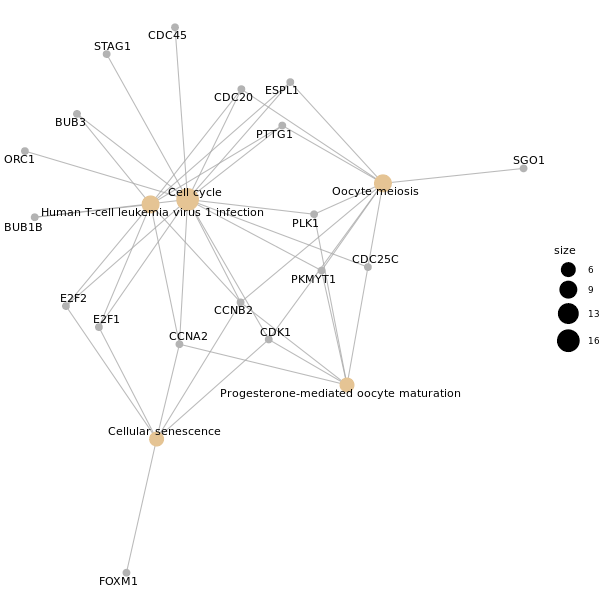 CDC45
STAG1
CDC20
ESPL1
BUB3
PTTG1
ORC1
SGO1
Cell cycle
Oocyte meiosis
Human T-cell leukemia virus 1 infection
BUB1B
PLK1
size
CDC25C
6
PKMYT1
9
E2F2
CCNB2
13
E2F1
CCNA2
CDK1
16
Progesterone-mediated oocyte maturation
Cellular senescence
FOXM1